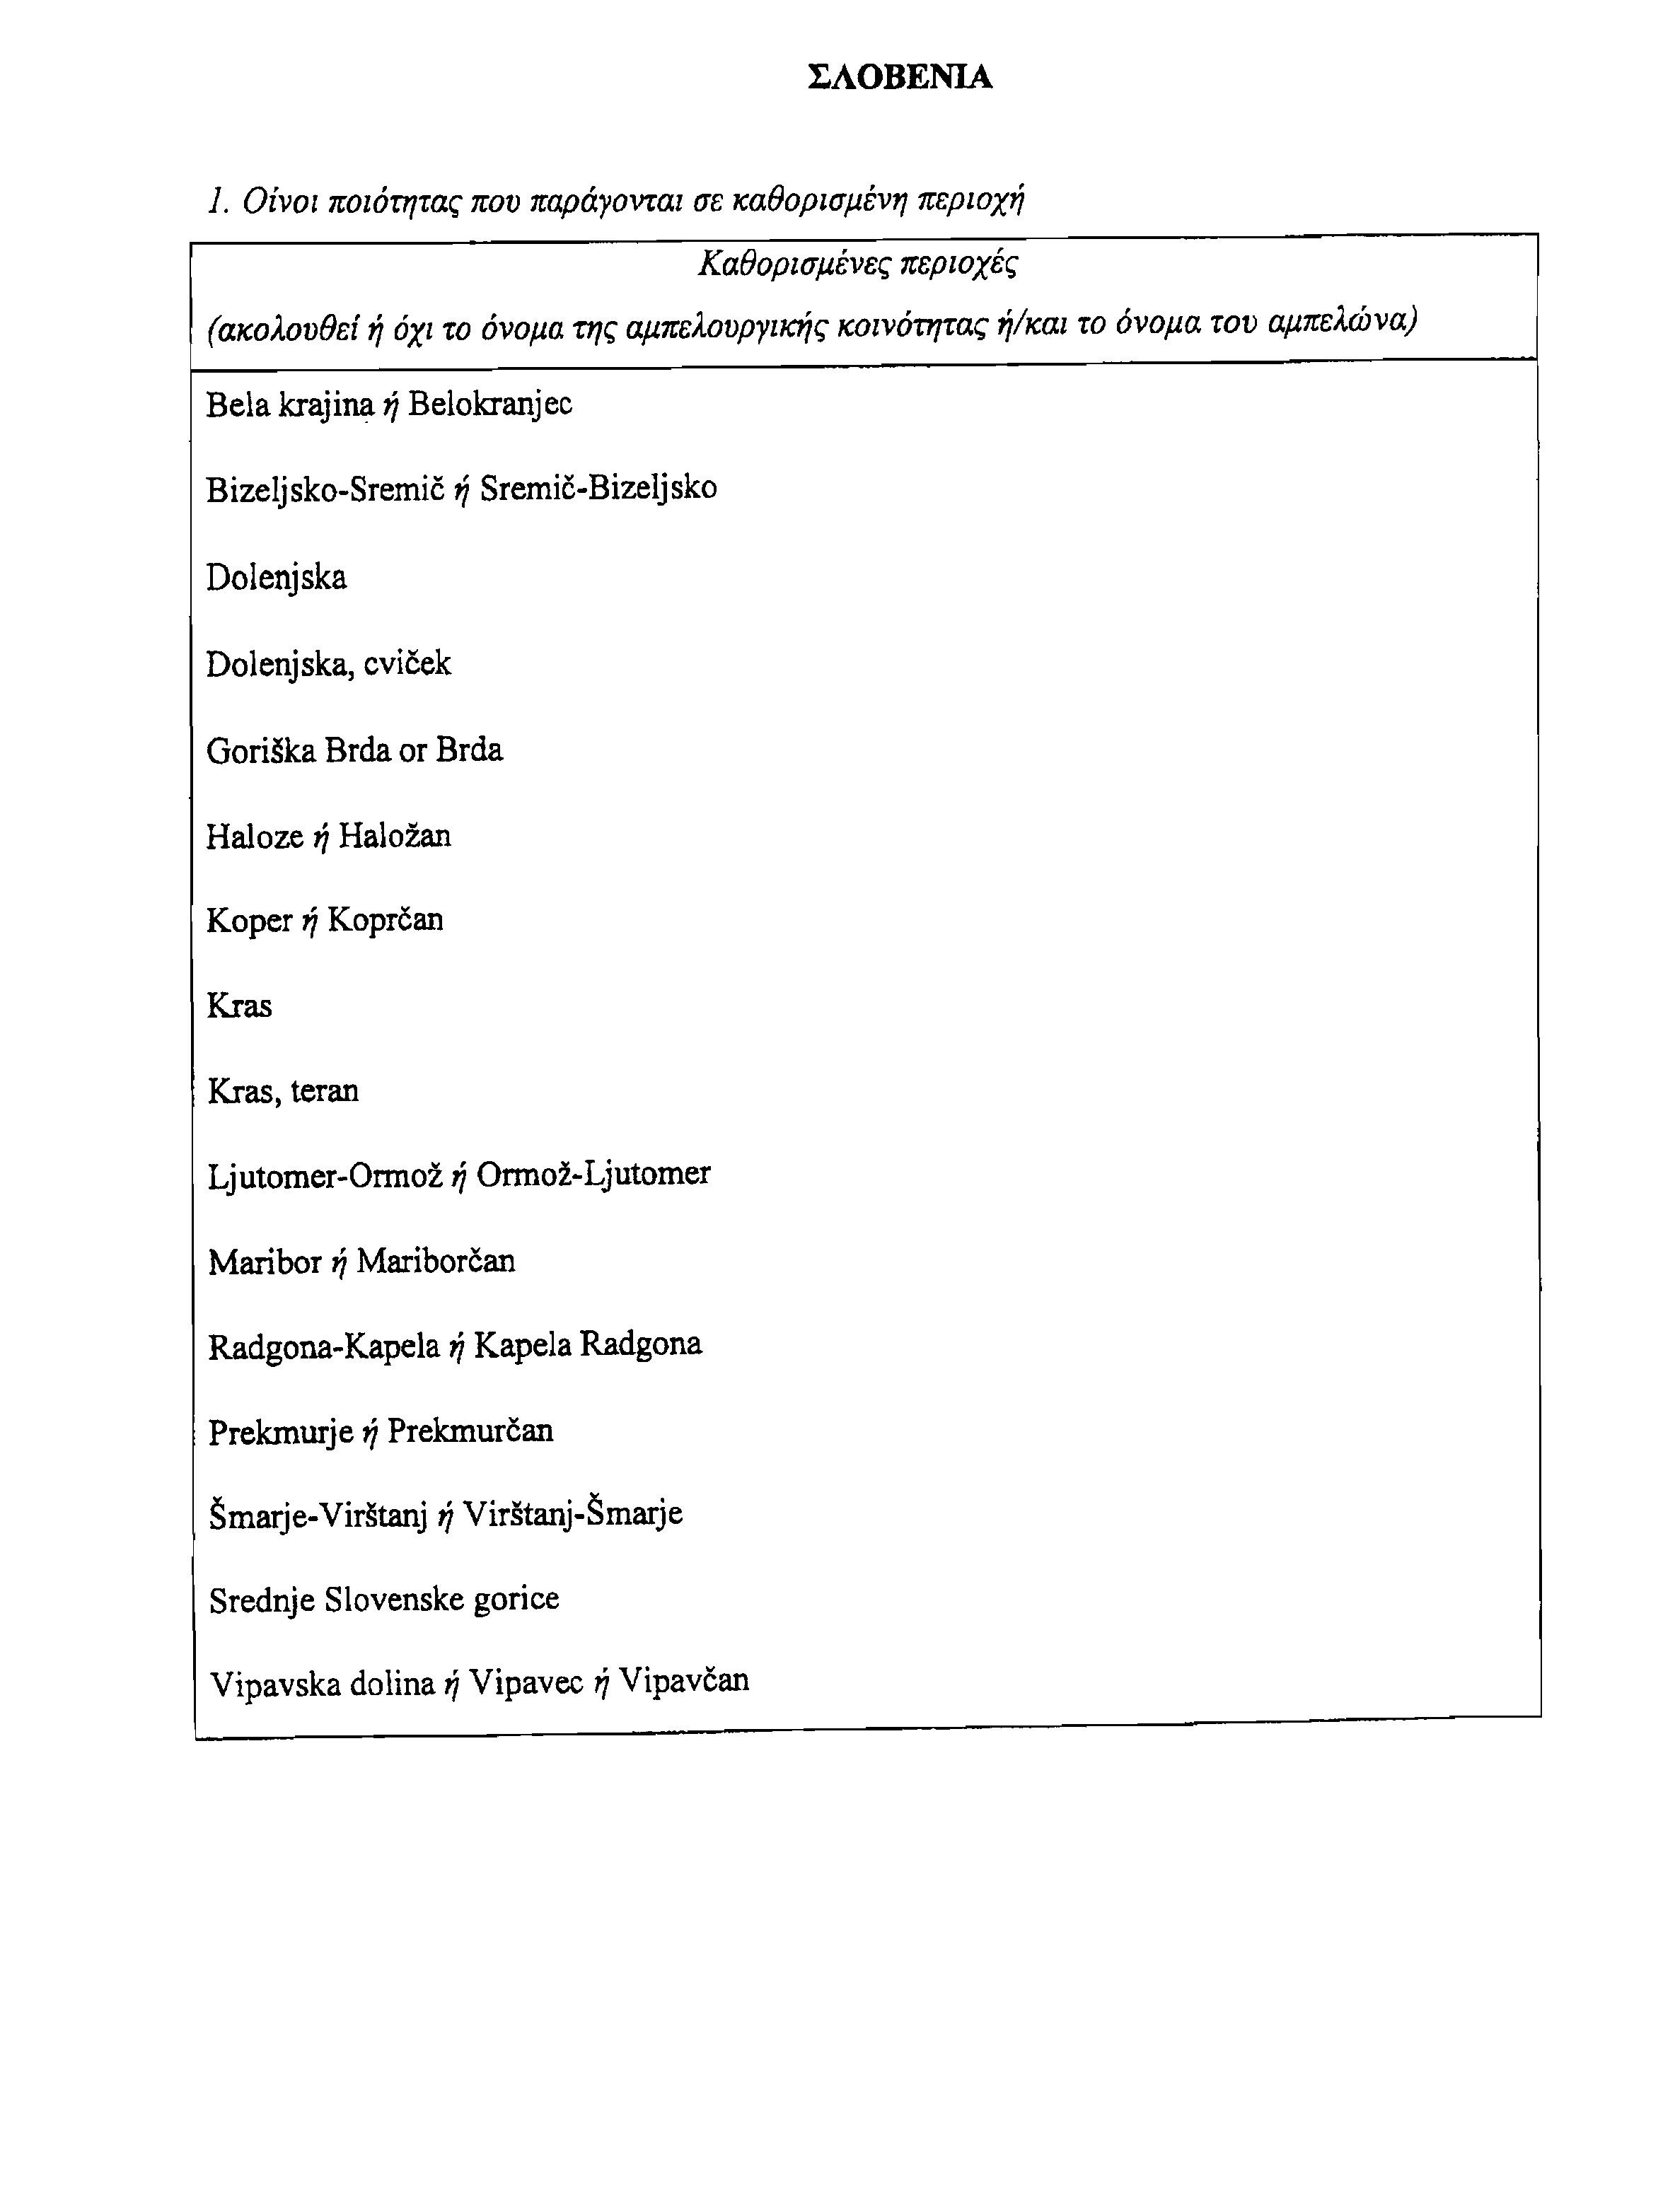 ΣΛΟΒΕΝΙΑ
1. Οίνοι ποιότητας που παράγονται σε καθορισμένη περιοχή
Καθορισμένες περιοχές
(ακολουθεί ή όχι το όνομα της αμπελουργικής κοινότητας ή/και το όνομα του αμπελώνα)
Bela krajina ή Belokranjec
Bizeljsko-Sremič ή Sremič-Bizeljsko
Dolenjska
Dolenjska, cviček
Goriška Brda or Brda
Haloze ή Haložan
Koper ή Koprčan
Kras
Kras, teran
Ljutomer-Ormož ή Ormož-Ljutomer
Maribor ή Mariborčan
Radgona-Kapela ή Kapela Radgona
Prekmurje ή Prekmurčan
Šmarje-Virštanj ή Virštanj-Šmarje
Srednje Slovenske gorice
Vipavska dolina ή Vipavec ή Vipavčan